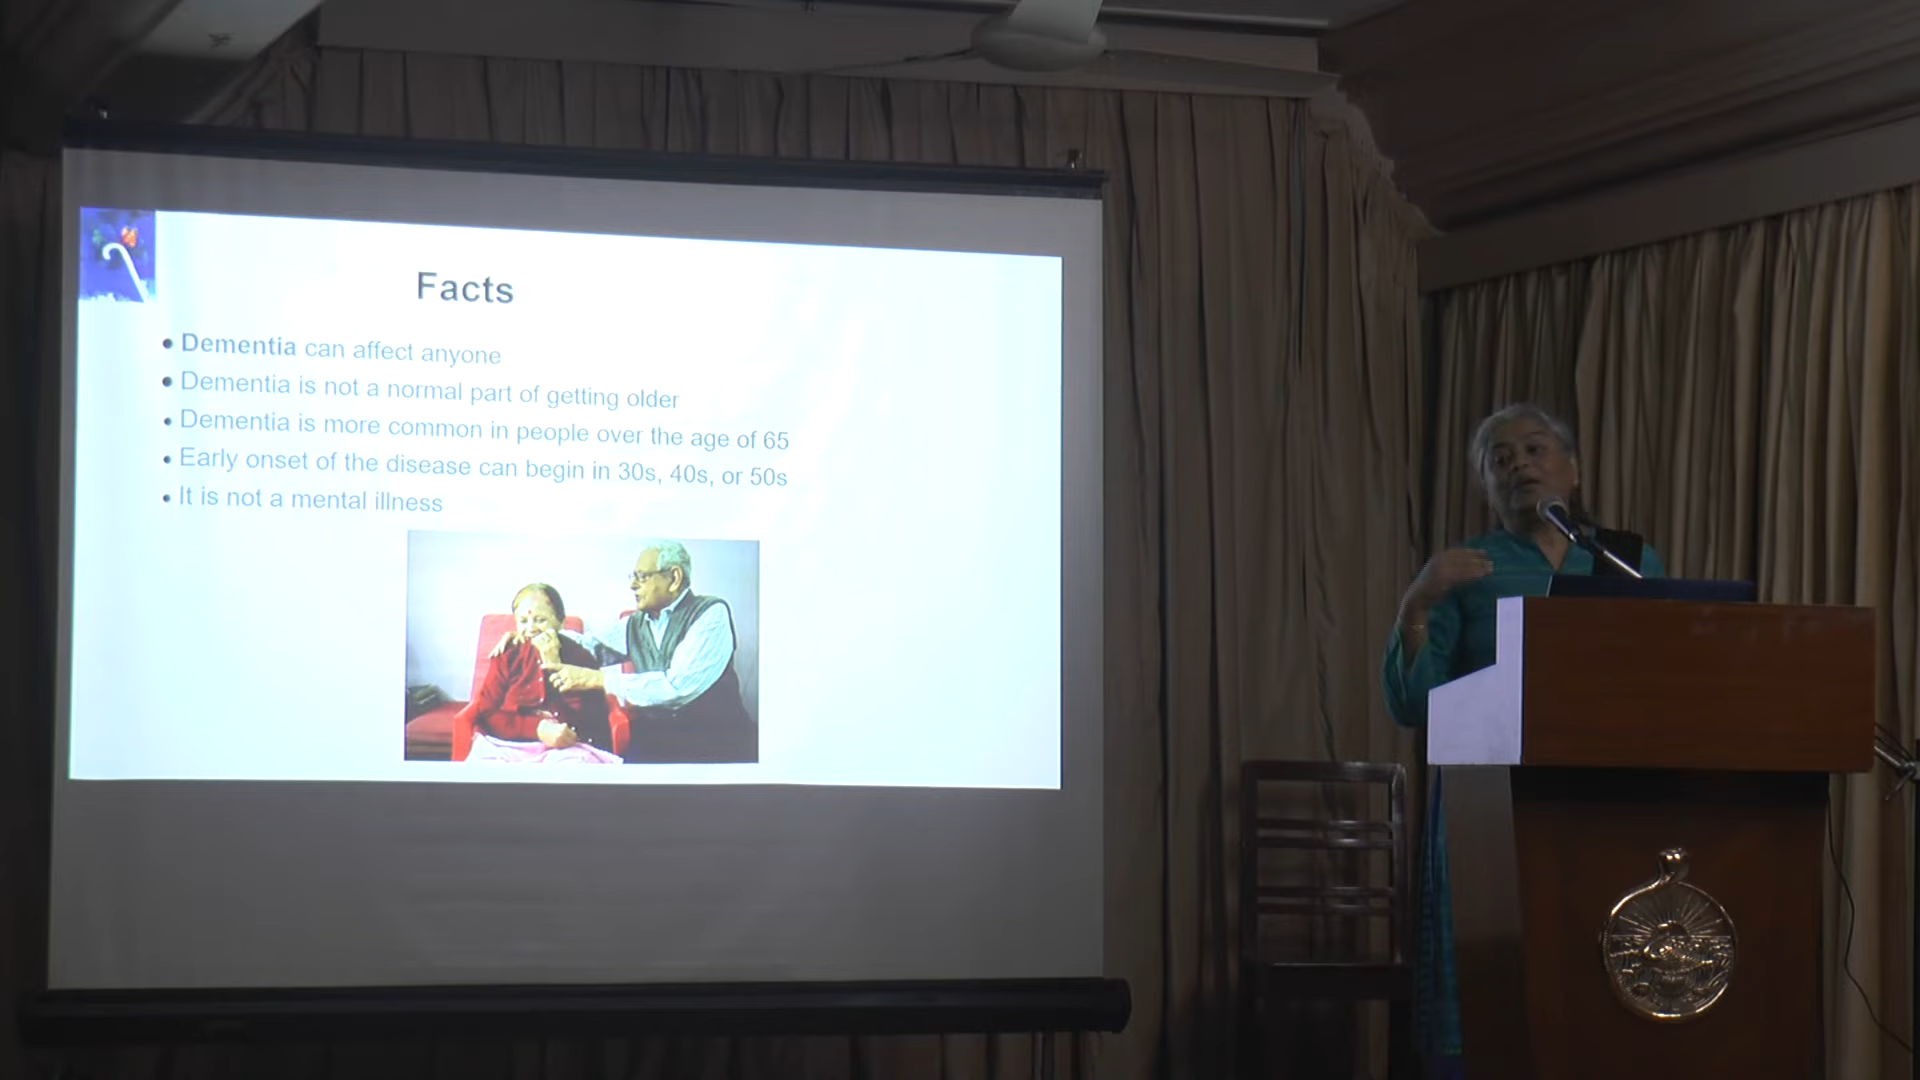 Facts
• Dementia can affect anyone
• Dementia is not a normal part of getting older
• Dementia is more common in people over the age of 65
• Early onset of the disease can begin in 30s, 40s, or 50s
• It is not a mental illness